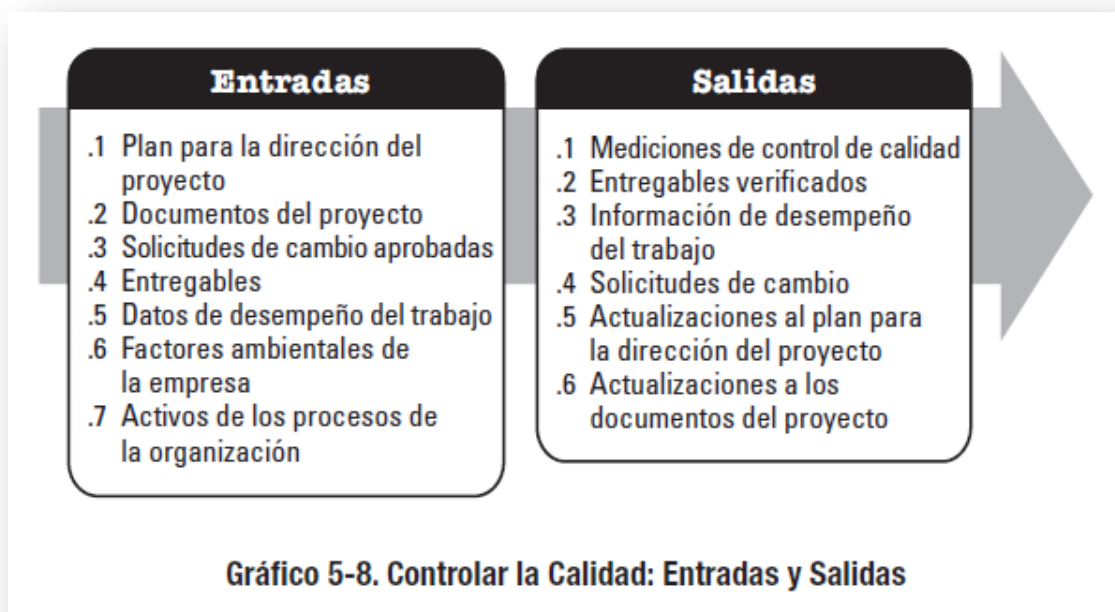 Entradas
.1 Plan para la dirección del
proyecto
.2 Documentos del proyecto
.3 Solicitudes de cambio aprobadas
.4 Entregables
.5 Datos de desempeño del trabajo
.6 Factores ambientales de
la empresa
.7 Activos de los procesos de
la organización
Salidas
.1 Mediciones de control de calidad
.2 Entregables verificados
.3 Información de desempeño
del trabajo
.4 Solicitudes de cambio
.5 Actualizaciones al plan para
la dirección del proyecto
.6 Actualizaciones a los
documentos del proyecto
Gráfico 5-8. Controlar la Calidad: Entradas y Salidas